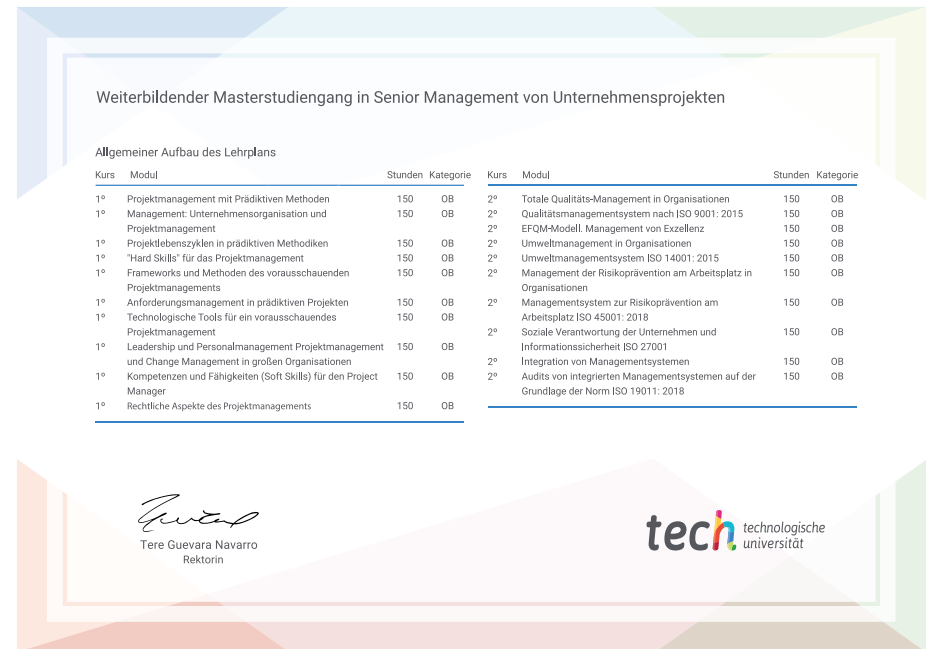 Weiterbildender Masterstudiengang in Senior Management von Unternehmensprojekten
Allgemeiner Aufbau des Lehrplans
Kurs Modul Stunden Kategorie
1º Projektmanagement mit Prädiktiven Methoden 150 OB
1º Management: Unternehmensorganisation und 150 OB
Projektmanagement
1º Projektlebenszyklen in prädiktiven Methodiken 150 OB
1º "Hard Skills" für das Projektmanagement 150 OB
1º Frameworks und Methoden des vorausschauenden 150 OB
Projektmanagements
1º Anforderungsmanagement in prädiktiven Projekten 150 OB
1º Technologische Tools für ein vorausschauendes 150 OB
Projektmanagement
1º Leadership und Personalmanagement Projektmanagement 150 OB
und Change Management in großen Organisationen
1º Kompetenzen und Fähigkeiten (Soft Skills) für den Project 150 OB
Manager
1º Rechtliche Aspekte des Projektmanagements 150 OB
Kurs Modul Stunden Kategorie
2º Totale Qualitäts-Management in Organisationen 150 OB
2º Qualitätsmanagementsystem nach ISO 9001: 2015 150 OB
2º EFQM-Modell. Management von Exzellenz 150 OB
2º Umweltmanagement in Organisationen 150 OB
2º Umweltmanagementsystem ISO 14001: 2015 150 OB
2º Management der Risikoprävention am Arbeitsplatz in 150 OB
Organisationen
2º Managementsystem zur Risikoprävention am 150 OB
Arbeitsplatz ISO 45001: 2018
2º Soziale Verantwortung der Unternehmen und 150 OB
Informationssicherheit ISO 27001
2º Integration von Managementsystemen 150 OB
2º Audits von integrierten Managementsystemen auf der 150 OB
Grundlage der Norm ISO 19011: 2018
Tere Guevara Navarro
Rektorin
tech technologische
universität